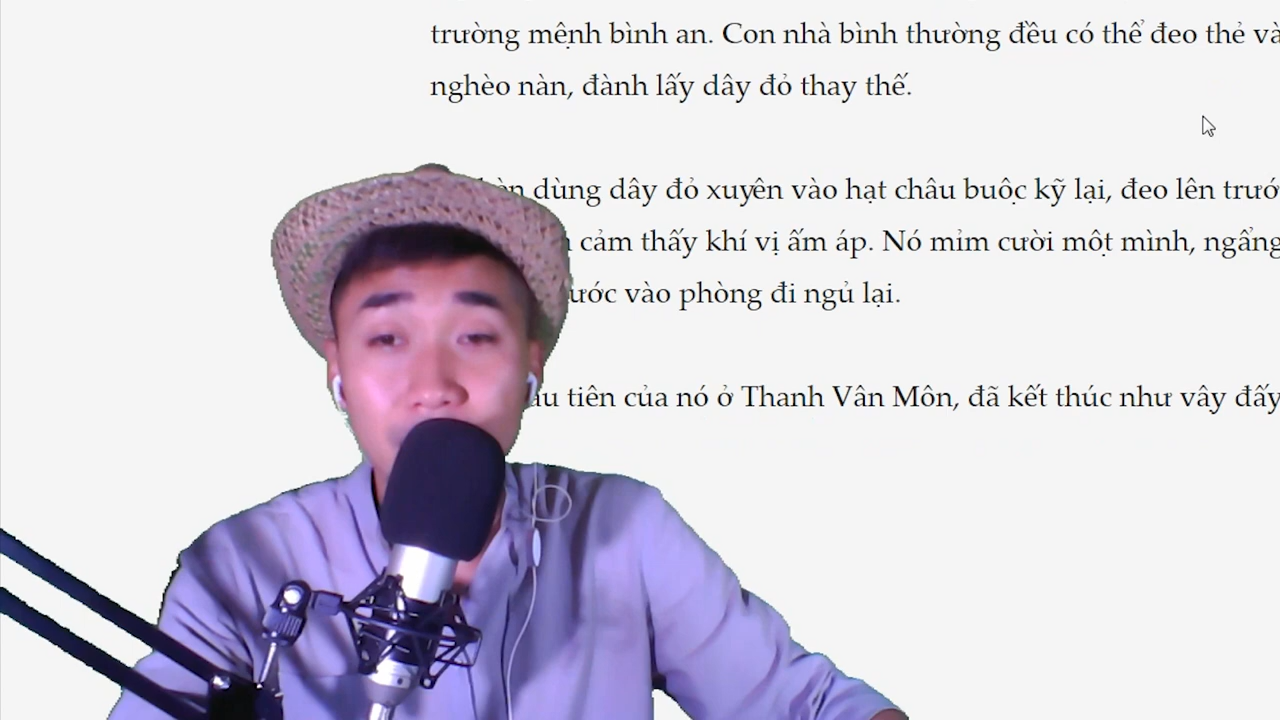 trường mệnh bình an. Con nhà bình thường đều có thể đeo thẻ và
nghèo nàn, đành lấy dây đỏ thay thế.
dùng dây đỏ xuyên vào hạt châu buộc kỹ lại, đeo lên trướ
cảm thấy khí vị ấm áp. Nó mỉm cười một mình, ngẩng
ước vào phòng đi ngủ lại.
tiên của nó ở Thanh Vân Môn, đã kết thúc như vậy đấy